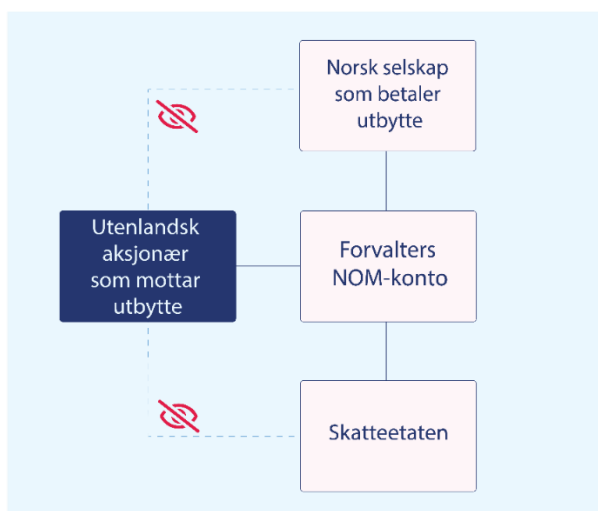 Norsk selskap
som betaler
utbytte
Utenlandsk
aksjonær
som mottar
utbytte
Forvalters
NOM-konto
Skatteetaten